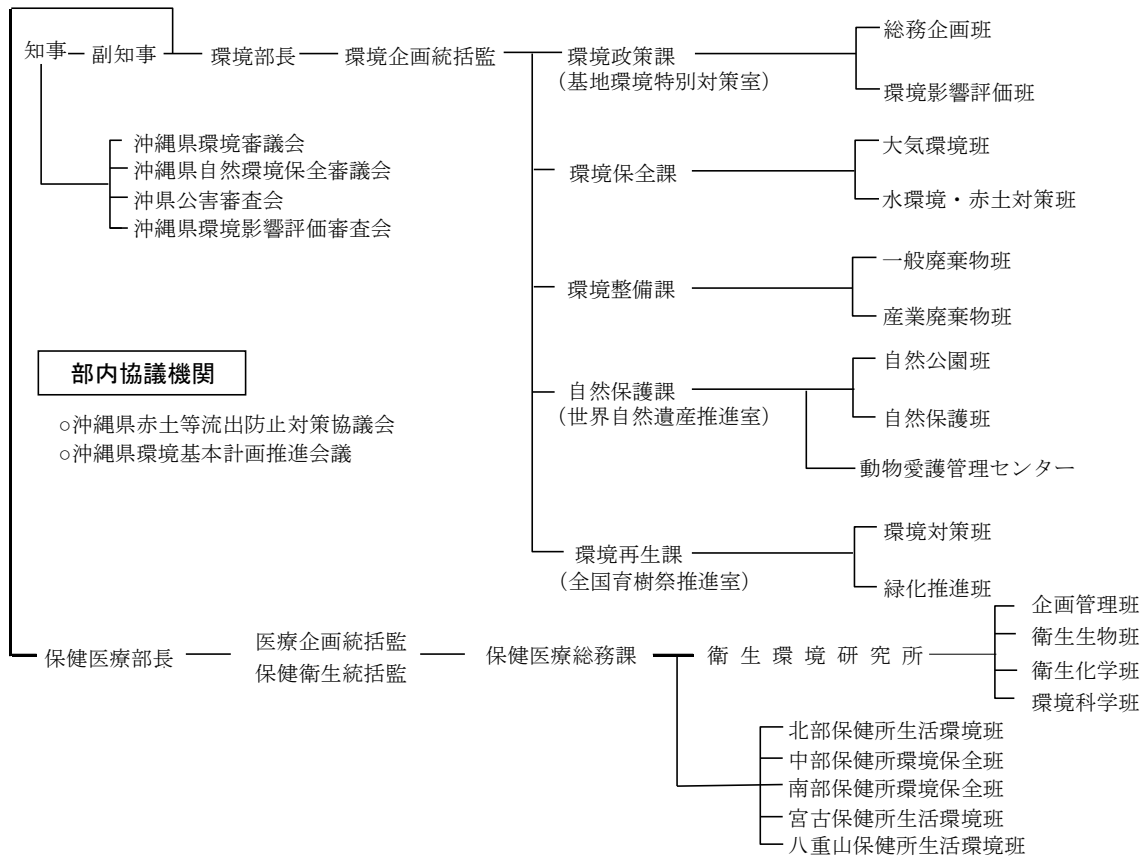 知事
副知事
環境部長
環境企画統括監
環境政策課
（基地環境特別対策室）
総務企画班
環境影響評価班
沖縄県環境審議会
沖縄県自然環境保全審議会
沖県公害審査会
沖縄県環境影響評価審査会
環境保全課
大気環境班
水環境・赤土対策班
環境整備課
一般廃棄物班
産業廃棄物班
部内協議機関
○沖縄県赤土等流出防止対策協議会
○沖縄県環境基本計画推進会議
自然保護課
（世界自然遺産推進室）
自然公園班
自然保護班
動物愛護管理センター
環境再生課
（全国育樹祭推進室）
環境対策班
緑化推進班
保健医療部長
医療企画統括監
保健衛生統括監
保健医療総務課
衛生環境研究所
企画管理班
衛生生物班
衛生化学班
環境科学班
北部保健所生活環境班
中部保健所環境保全班
南部保健所環境保全班
宮古保健所生活環境班
八重山保健所生活環境班